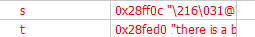 s 0x28ff0c "\216\031@
t 0x28fed0 "there is a b